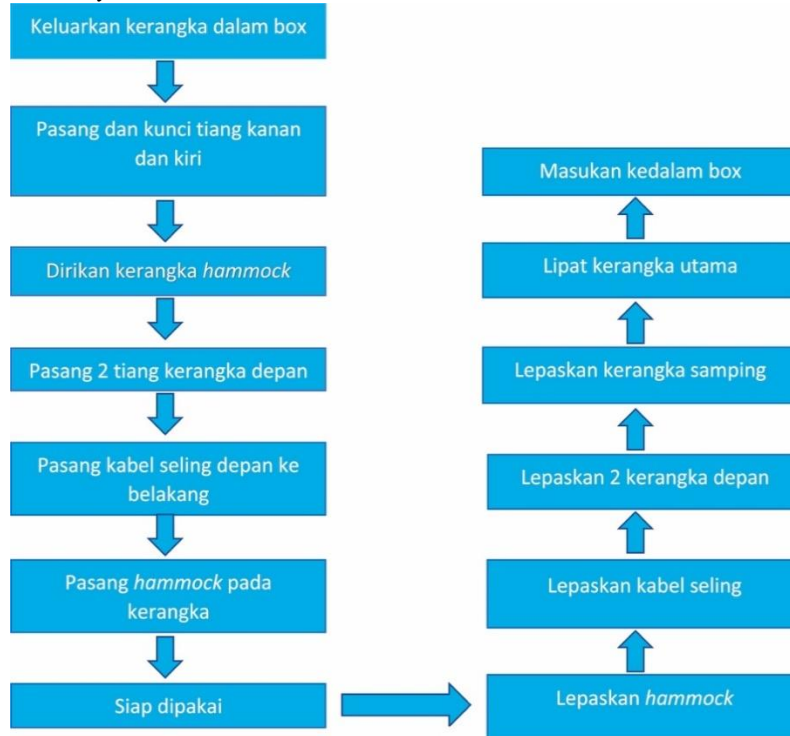 Keluarkan kerangka dalam box
Pasang dan kunci tiang kanan
dan kiri
Dirikan kerangka hammock
Pasang 2 tiang kerangka depan
Pasang kabel seling depan ke
belakang
Pasang hammock pada
kerangka
Siap dipakai
Lepaskan hammock
Lepaskan kabel seling
Lepaskan 2 kerangka depan
Lepaskan kerangka samping
Lipat kerangka utama
Masukan kedalam box